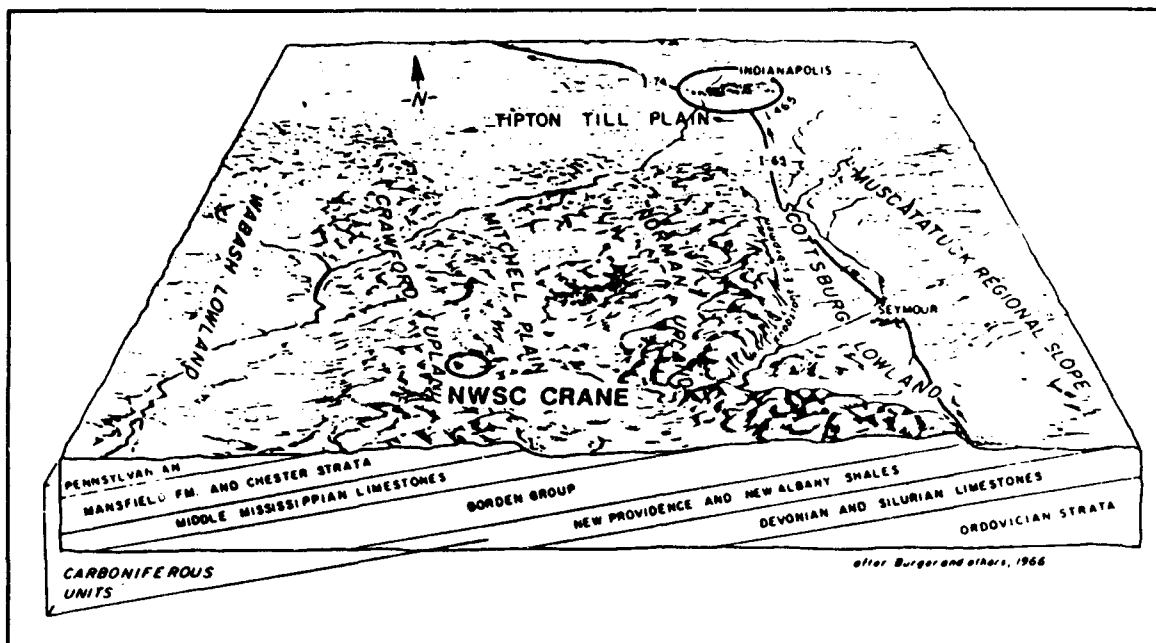 INDIANAPOLIS
I-74
-N-
I-465
TIPTON TILL PLAIN
I-65
MUSCATATUCK REGIONAL SLOPE
WABASH LOWLAND
CRAWFORD UPLAND
MITCHELL PLAIN
NORMAN UPLAND
SCOTTSBURG LOWLAND
SEYMOUR
NWSC CRANE
PENNSYLVANIAN
MANSFIELD FM. AND CHESTER STRATA
MIDDLE MISSISSIPPIAN LIMESTONES
BORDEN GROUP
NEW PROVIDENCE AND NEW ALBANY SHALES
DEVONIAN AND SILURIAN LIMESTONES
ORDOVICIAN STRATA
CARBONIFEROUS
UNITS
after Burger and others, 1966